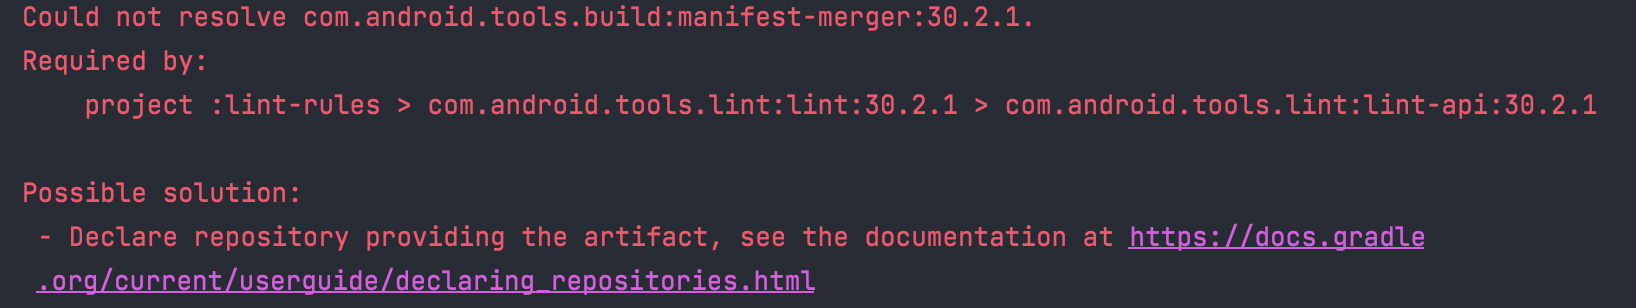 Could not resolve com.android.tools.build:manifest-merger:30.2.1.
Required by:
project :lint-rules > com.android.tools.lint:lint:30.2.1 > com.android.tools.lint:lint-api:30.2.1
Possible solution:
- Declare repository providing the artifact, see the documentation at https://docs.gradle
.org/current/userguide/declaring_repositories.html